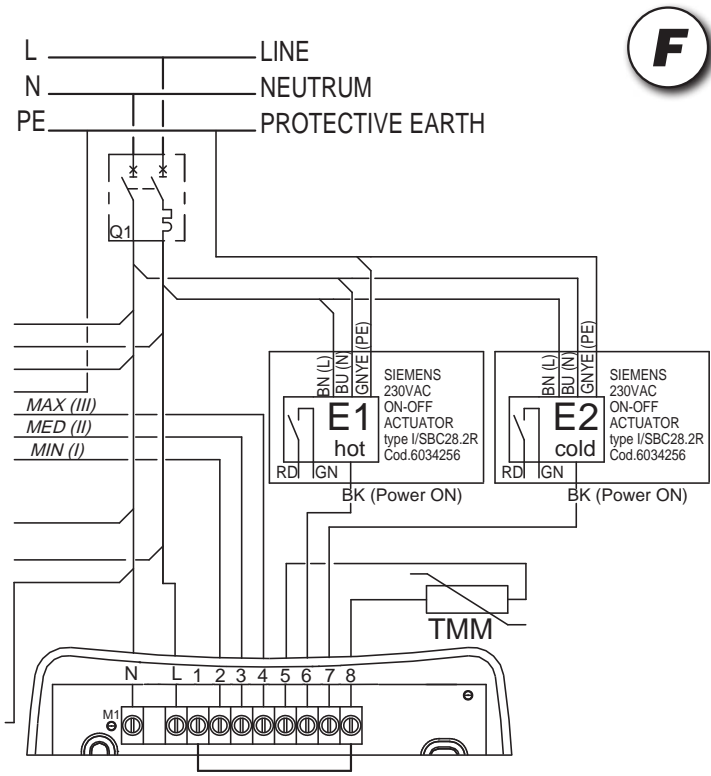 F
L LINE
N NEUTRUM
PE PROTECTIVE EARTH
Q1
BN (L)
BU (N)
GNYE (PE)
E1
hot
RD GN
SIEMENS
230VAC
ON-OFF
ACTUATOR
type I/SBC28.2R
Cod.6034256
BK (Power ON)
BN (L)
BU (N)
GNYE (PE)
E2
cold
RD GN
SIEMENS
230VAC
ON-OFF
ACTUATOR
type I/SBC28.2R
Cod.6034256
BK (Power ON)
MAX (III)
MED (II)
MIN (I)
TMM
N L 1 2 3 4 5 6 7 8
M1